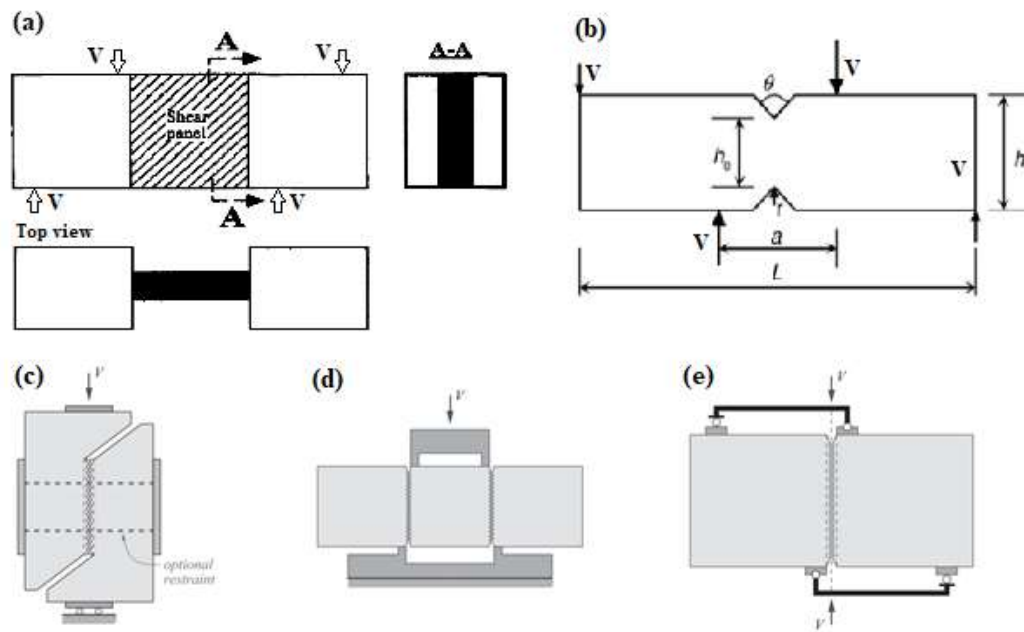 (a)
V
A
V
A-A
Shear
panel
V
A
V
Top view
(b)
V
V
θ
h₀
h
V
r
V
a
L
(c)
V
optional
restraint
V
(d)
V
(e)
V
V